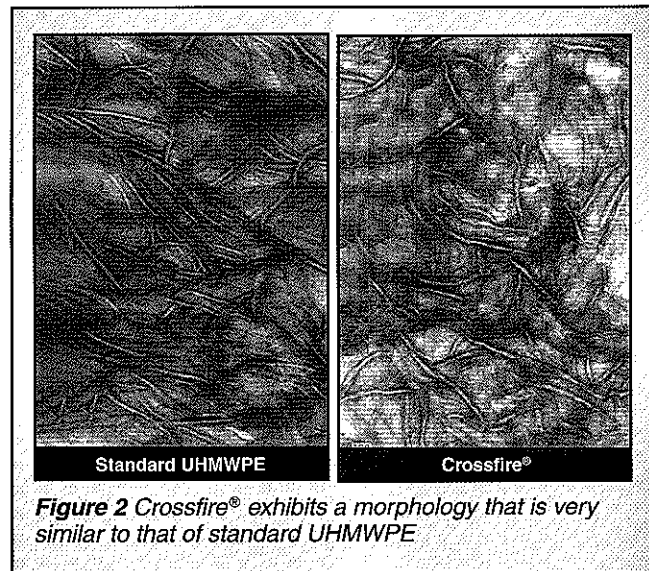 Standard UHMWPE
Crossfire®
Figure 2 Crossfire® exhibits a morphology that is very
similar to that of standard UHMWPE